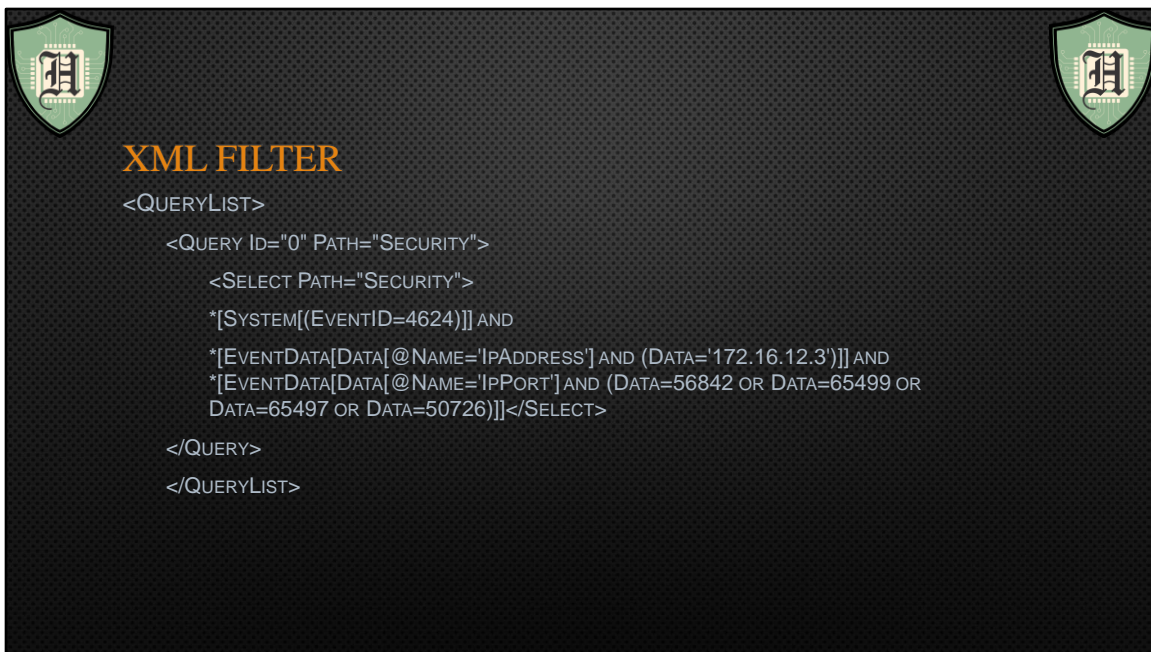 H
H
XML FILTER
<QueryList>
<Query Id="0" Path="Security">
<Select Path="Security">
*[System[(EventID=4624)]] and
*[EventData[Data[@Name='IpAddress'] and (Data='172.16.12.3')]] and
*[EventData[Data[@Name='IpPort'] and (Data=56842 or Data=65499 or
Data=65497 or Data=50726)]]</Select>
</Query>
</QueryList>